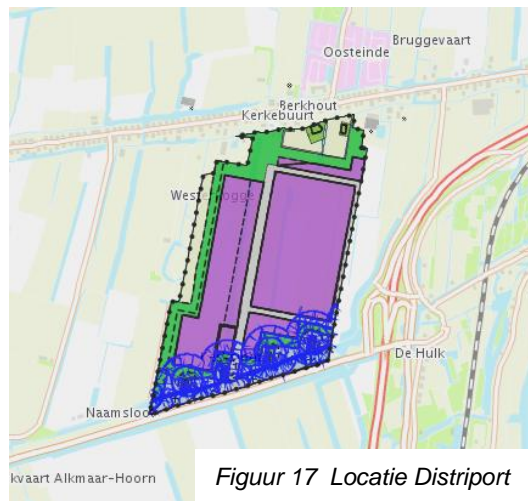 Bruggevaart
Oosteinde
Berkhout
Kerkebuurt
De Hulk
Naamsloo
kvaart Alkmaar-Hoorn
Figuur 17 Locatie Distriport